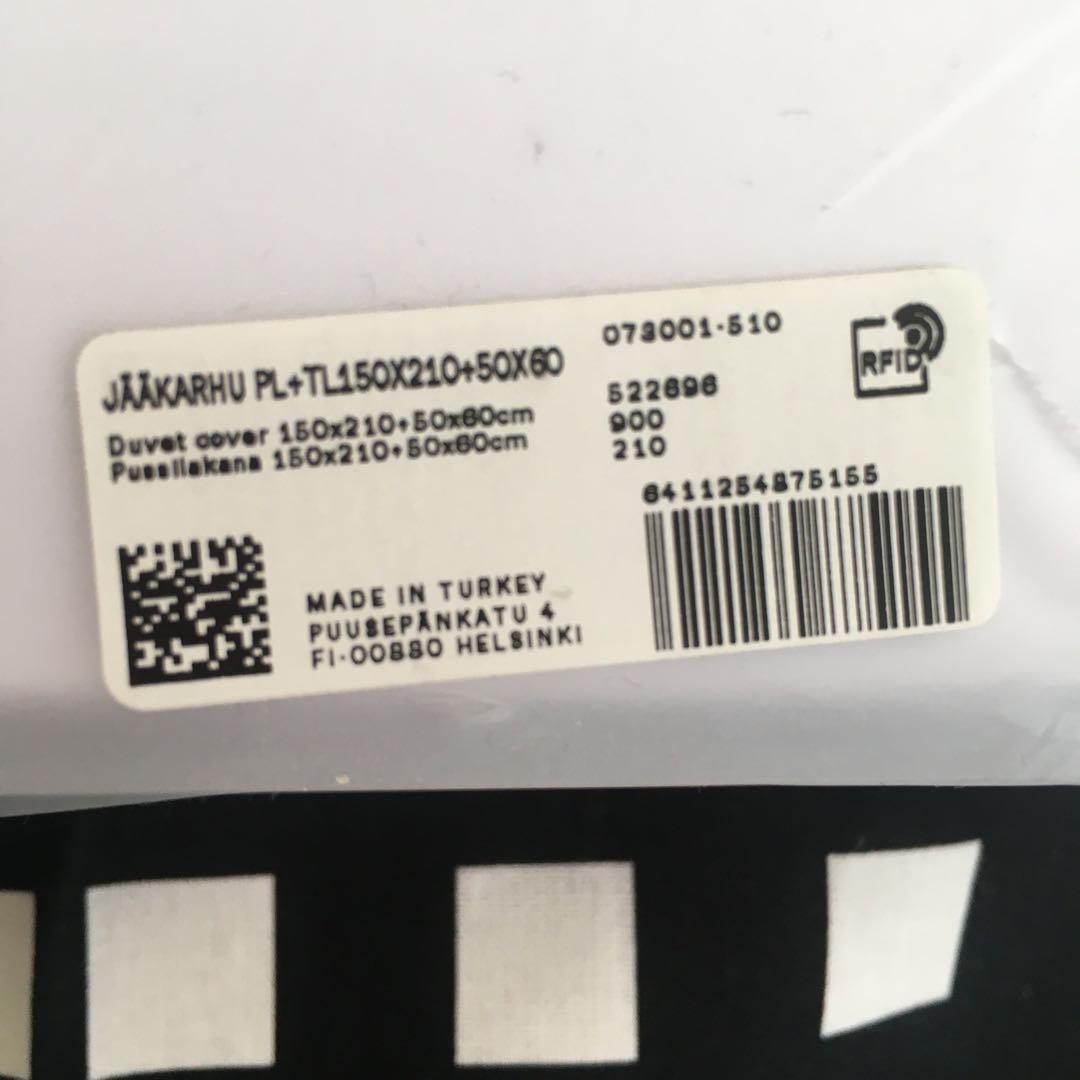 JÄÄKARHU PL+TL150X210+50X60
Duvet cover 150x210+50x60cm
Pussilakana 150x210+50x60cm
073001-510
522696
900
210
RFID
6411254875155
MADE IN TURKEY
PUUSEPÄNKATU 4
FI-00880 HELSINKI